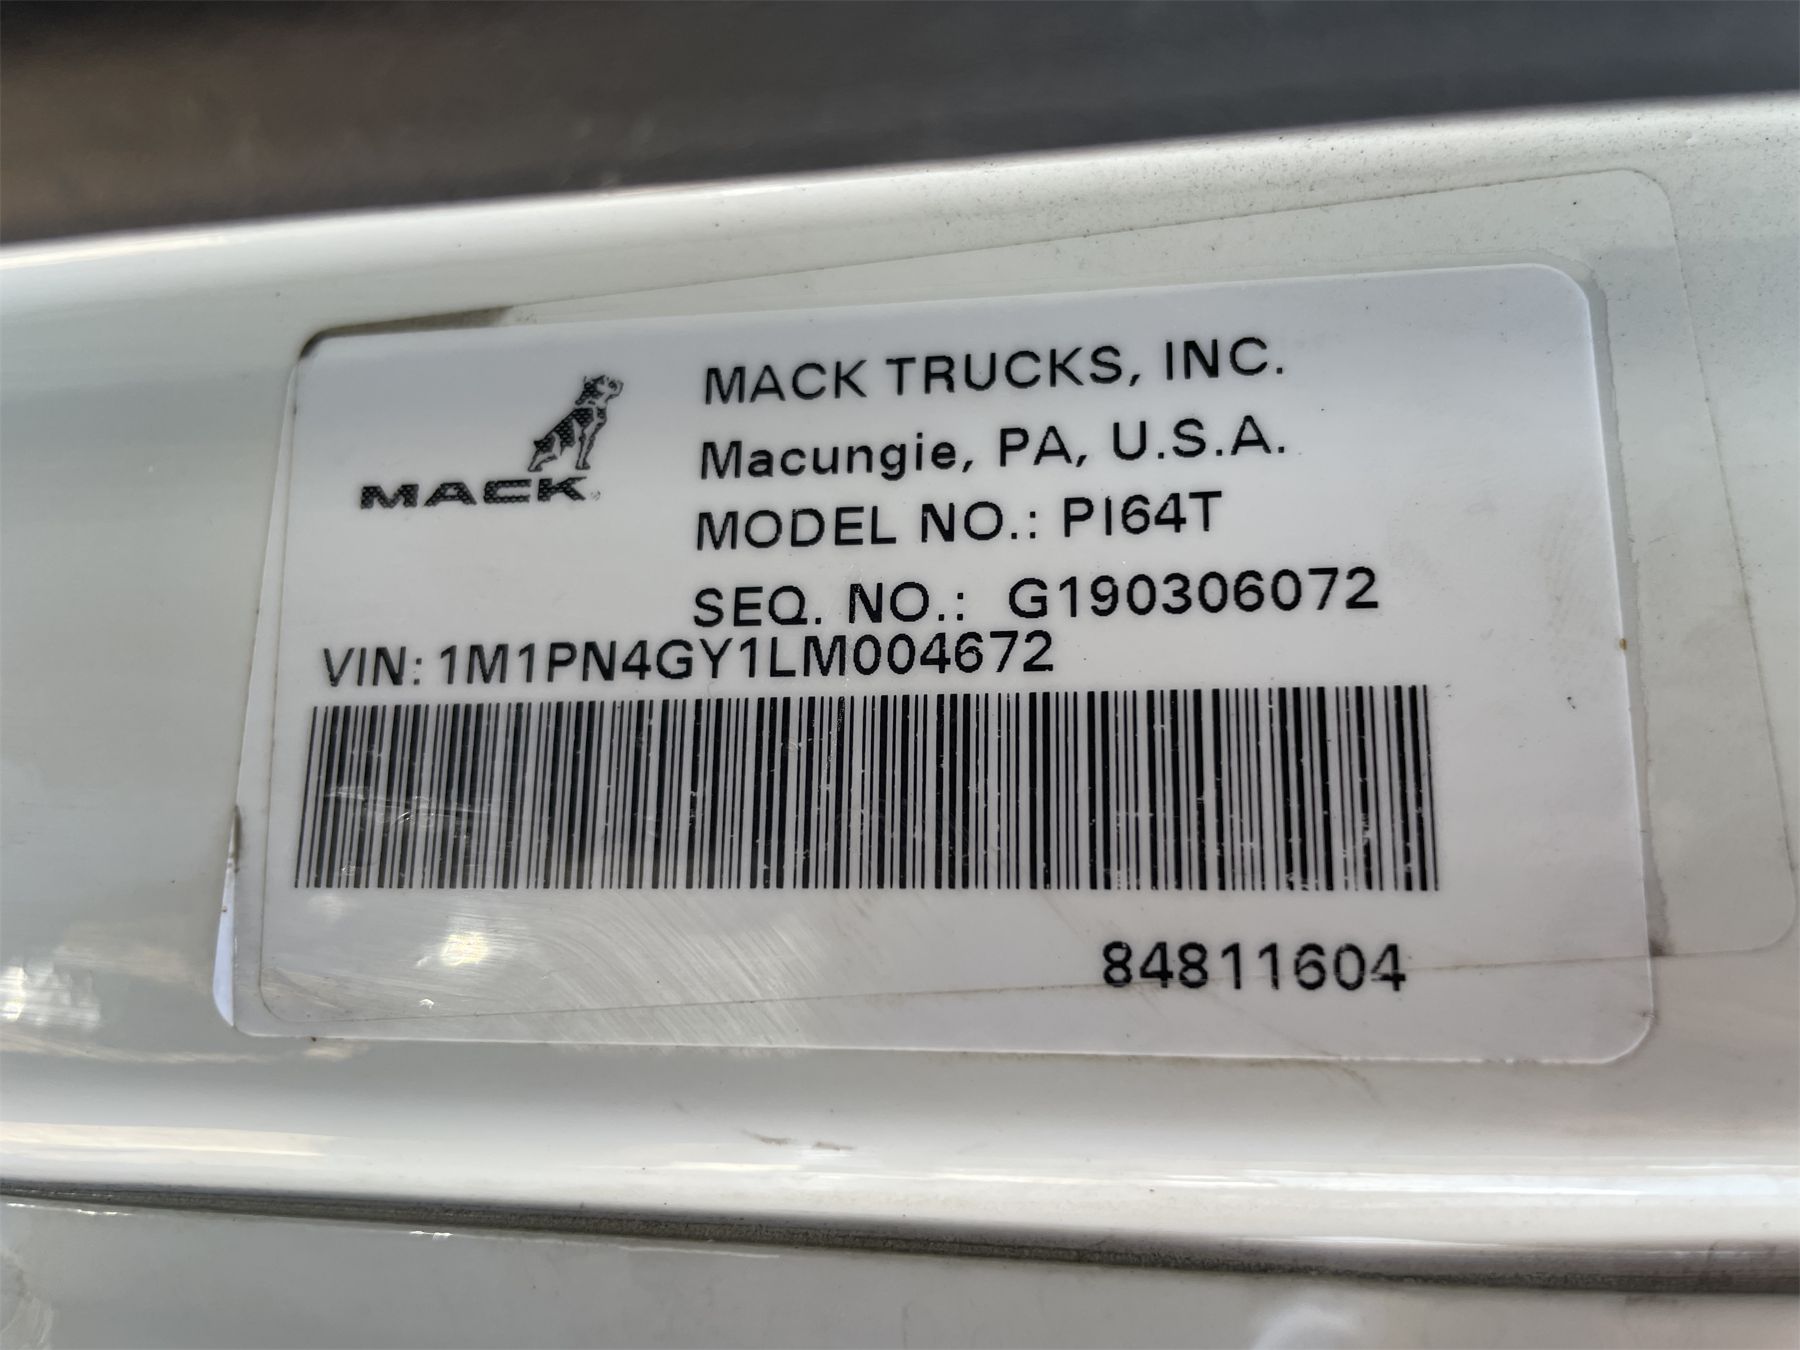 MACK
MACK TRUCKS, INC.
Macungie, PA, U.S.A.
MODEL NO.: PI64T
SEQ. NO.: G190306072
VIN: 1M1PN4GY1LM004672
84811604